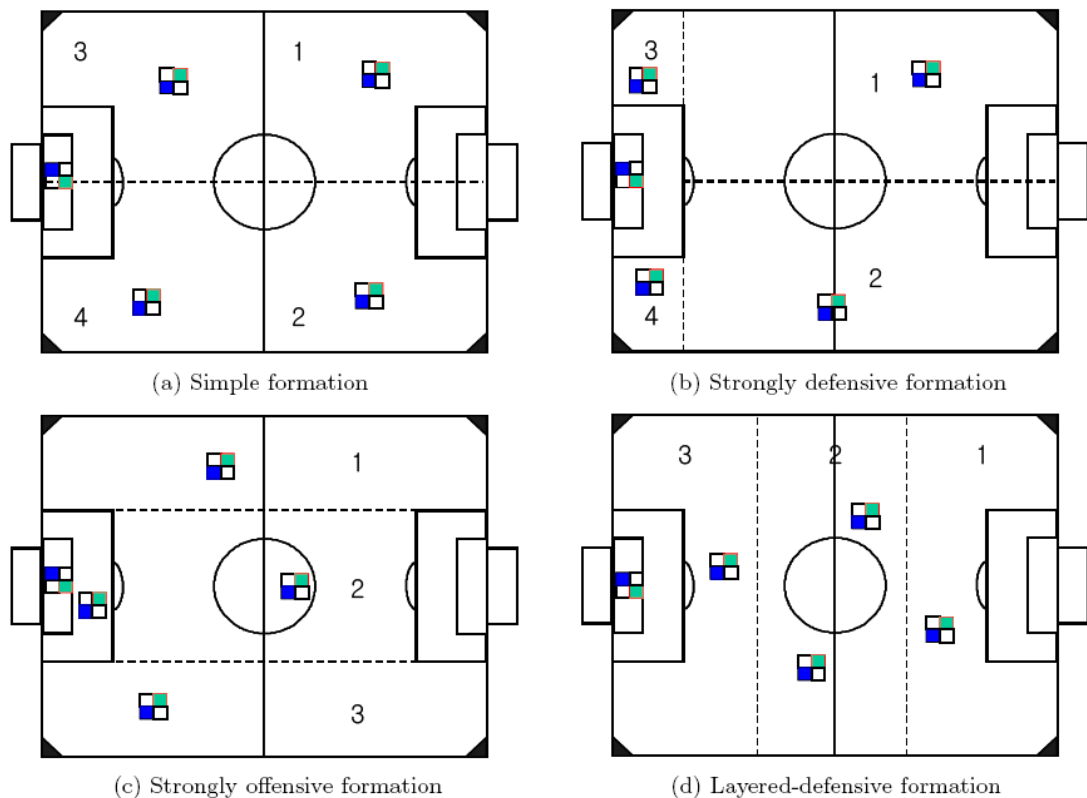 3 1
4 2
(a) Simple formation
3
1
2
4
(b) Strongly defensive formation
1
2
3
(c) Strongly offensive formation
3 2 1
(d) Layered-defensive formation